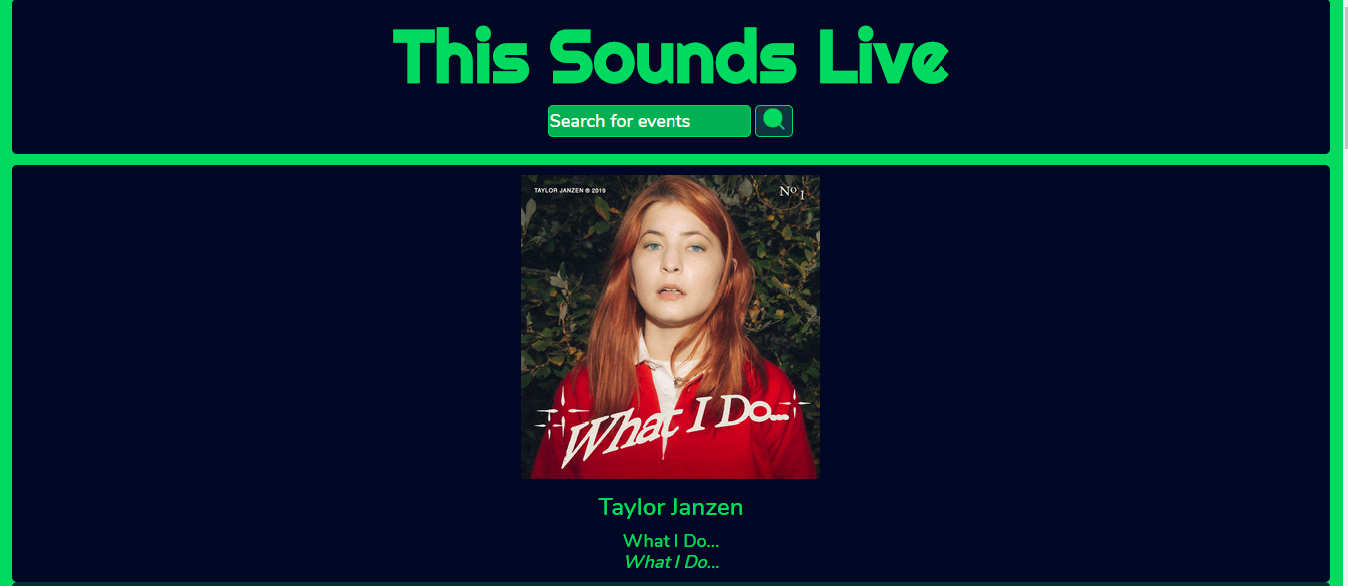 This Sounds Live
Search for events
TAYLOR JANZEN ℗ 2019
Nº 1
What I Do...
Taylor Janzen
What I Do...
What I Do...